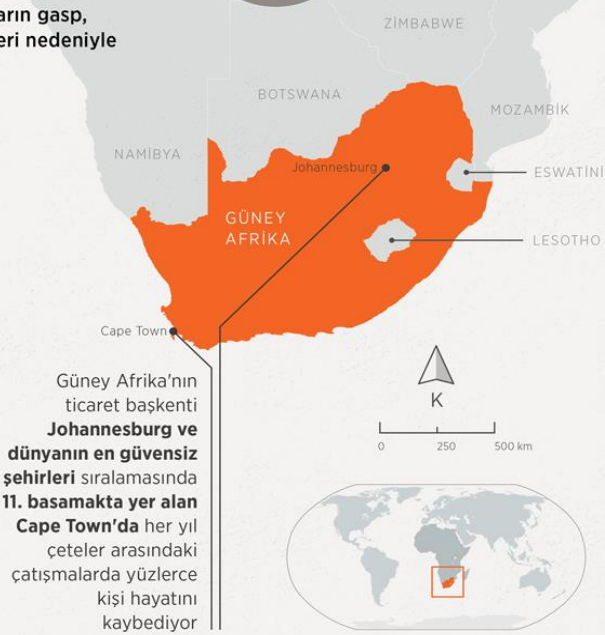 ların gasp,
eri nedeniyle
ZİMBABWE
BOTSWANA
MOZAMBİK
NAMİBYA
Johannesburg
ESWATİNİ
GÜNEY
AFRİKA
LESOTHO
Cape Town
K
0 250 500 km
Güney Afrika'nın
ticaret başkenti
Johannesburg ve
dünyanın en güvensiz
şehirleri sıralamasında
11. basamakta yer alan
Cape Town'da her yıl
çeteler arasındaki
çatışmalarda yüzlerce
kişi hayatını
kaybediyor